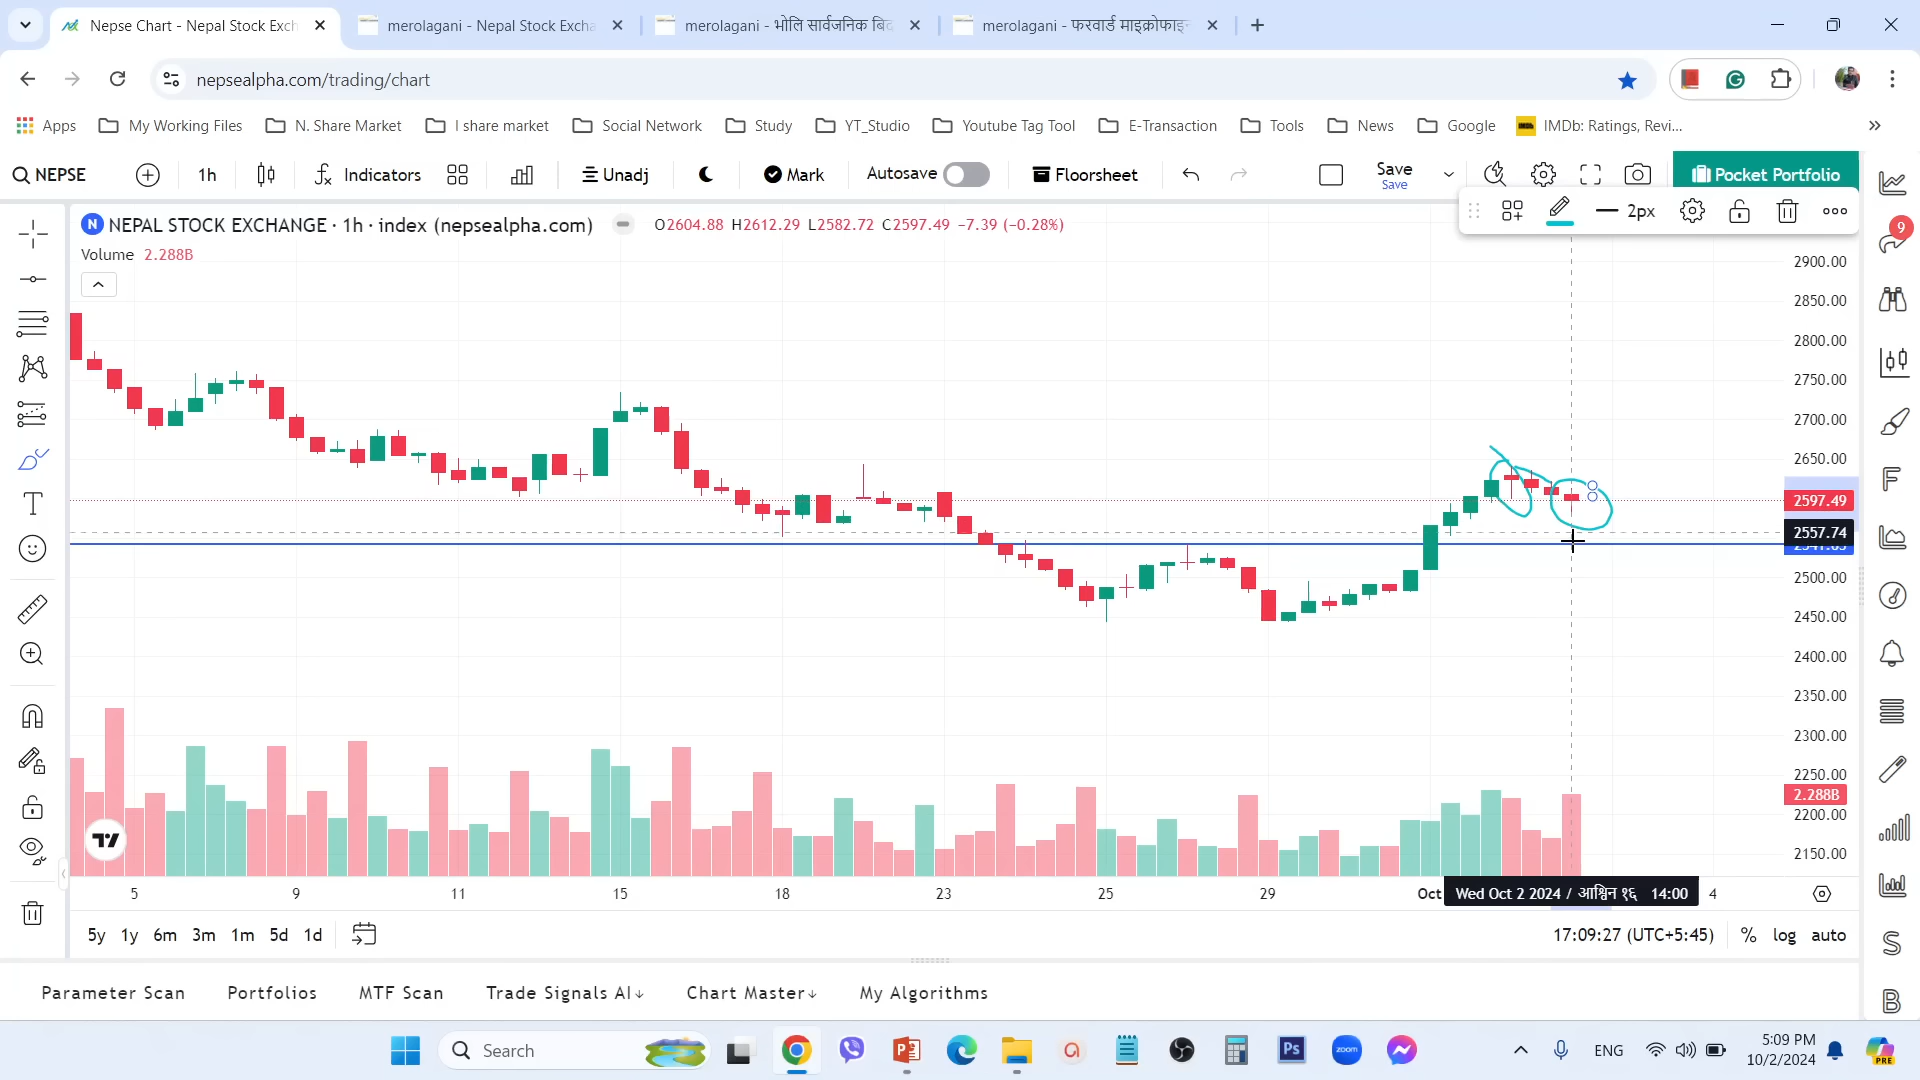 Nepse Chart - Nepal Stock Exch
merolagani - Nepal Stock Excha
merolagani - भोलि सार्वजनिक बिद
merolagani - फरवार्ड माइक्रोफाइन
nepsealpha.com/trading/chart
Apps
My Working Files
N. Share Market
I share market
Social Network
Study
YT_Studio
Youtube Tag Tool
E-Transaction
Tools
News
Google
IMDb: Ratings, Revi...
NEPSE
1h
Indicators
Unadj
Mark
Autosave
Floorsheet
Save
Save
Pocket Portfolio
2px
9
NEPAL STOCK EXCHANGE · 1h · index (nepsealpha.com)
O2604.88 H2612.29 L2582.72 C2597.49 −7.39 (−0.28%)
Volume 2.288B
2900.00
2850.00
2800.00
2750.00
2700.00
2650.00
2597.49
2557.74
2500.00
2450.00
2400.00
2350.00
2300.00
2250.00
2.288B
2200.00
2150.00
5 9 11 15 18 23 25 29 Oct
Wed Oct 2 2024 / आश्विन १६ 14:00
4
5y 1y 6m 3m 1m 5d 1d
17:09:27 (UTC+5:45)
% log auto
Parameter Scan
Portfolios
MTF Scan
Trade Signals AI↓
Chart Master↓
My Algorithms
F
S
B
Search
Ps
zoom
ENG
5:09 PM
10/2/2024
PRE